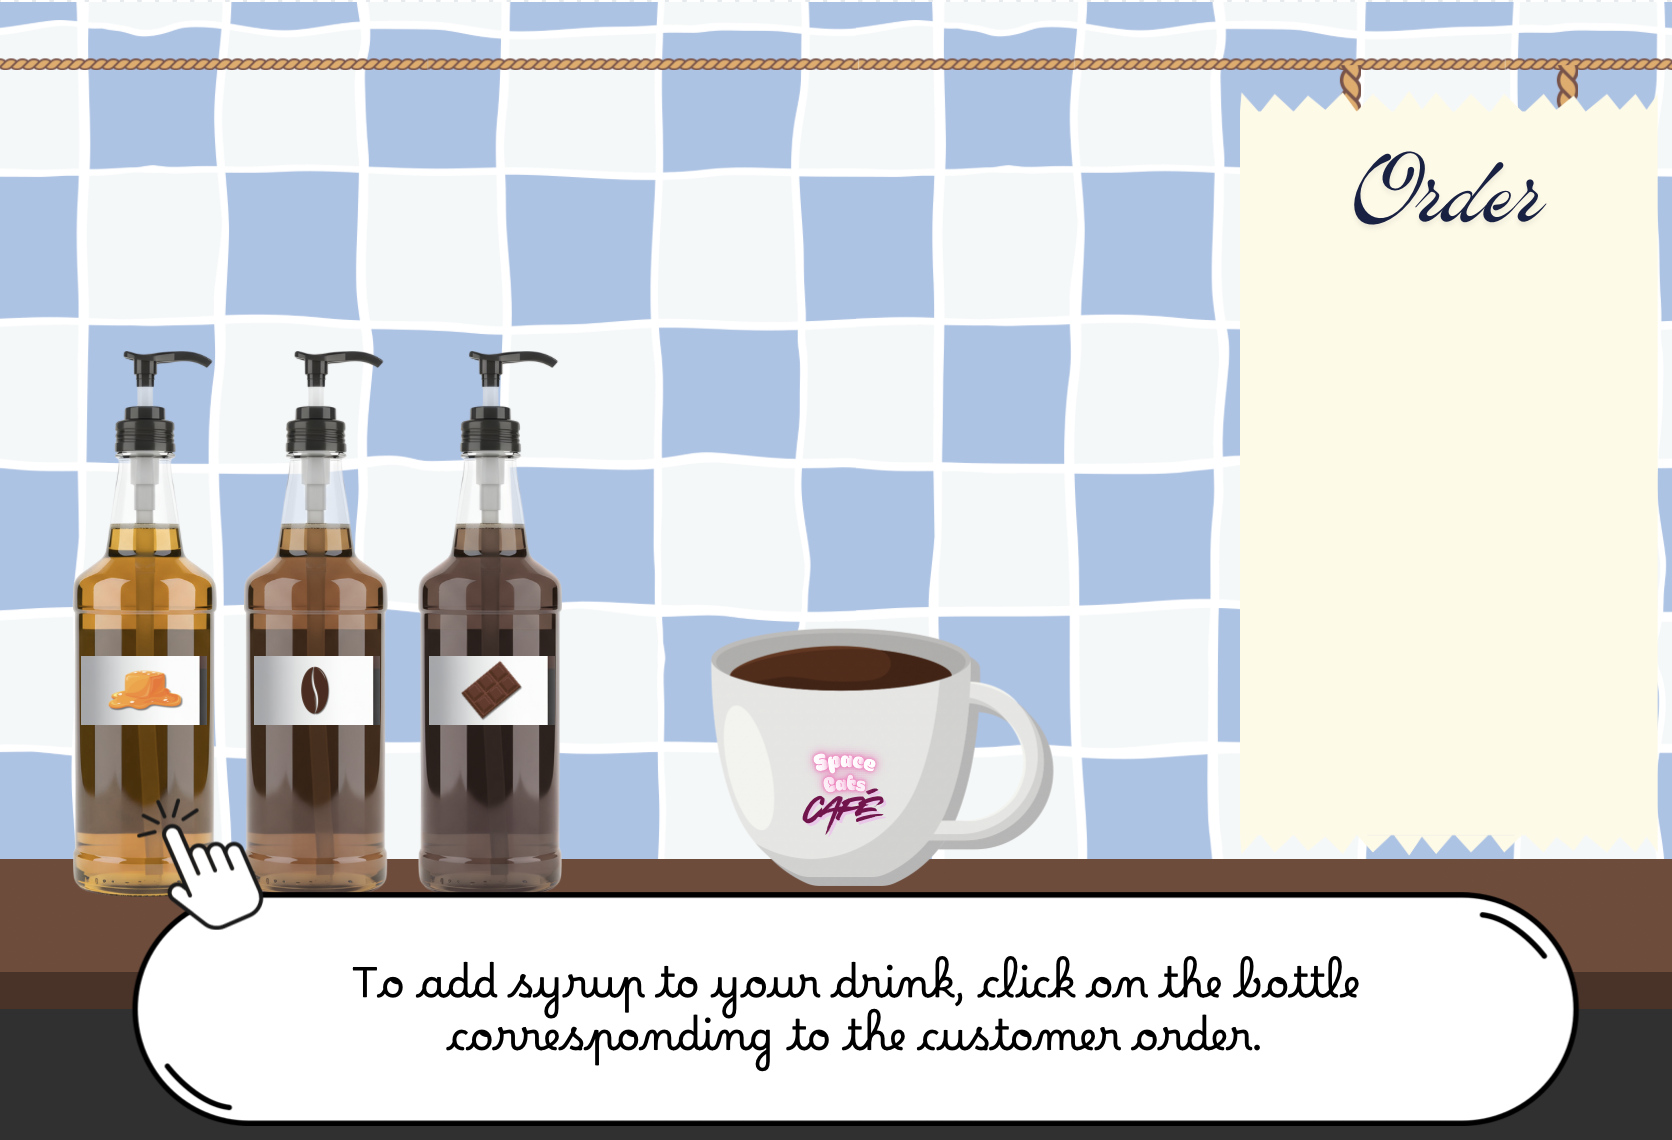 Order
Space
Cats
CAFÉ
To add syrup to your drink, click on the bottle
corresponding to the customer order.